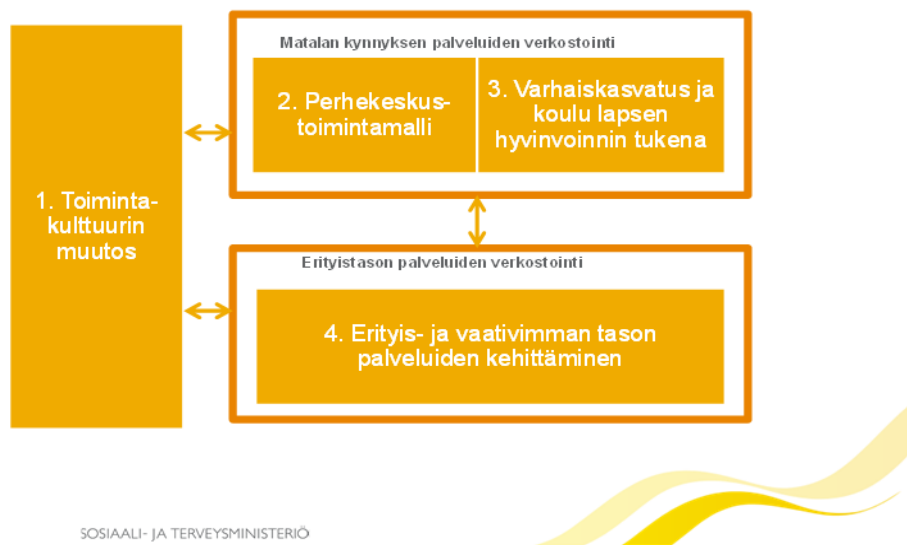 1. Toiminta-
kulttuurin
muutos
Matalan kynnyksen palveluiden verkostointi
2. Perhekeskus-
toimintamalli
3. Varhaiskasvatus ja
koulu lapsen
hyvinvoinnin tukena
Erityistason palveluiden verkostointi
4. Erityis- ja vaativimman tason
palveluiden kehittäminen
SOSIAALI- JA TERVEYSMINISTERIÖ